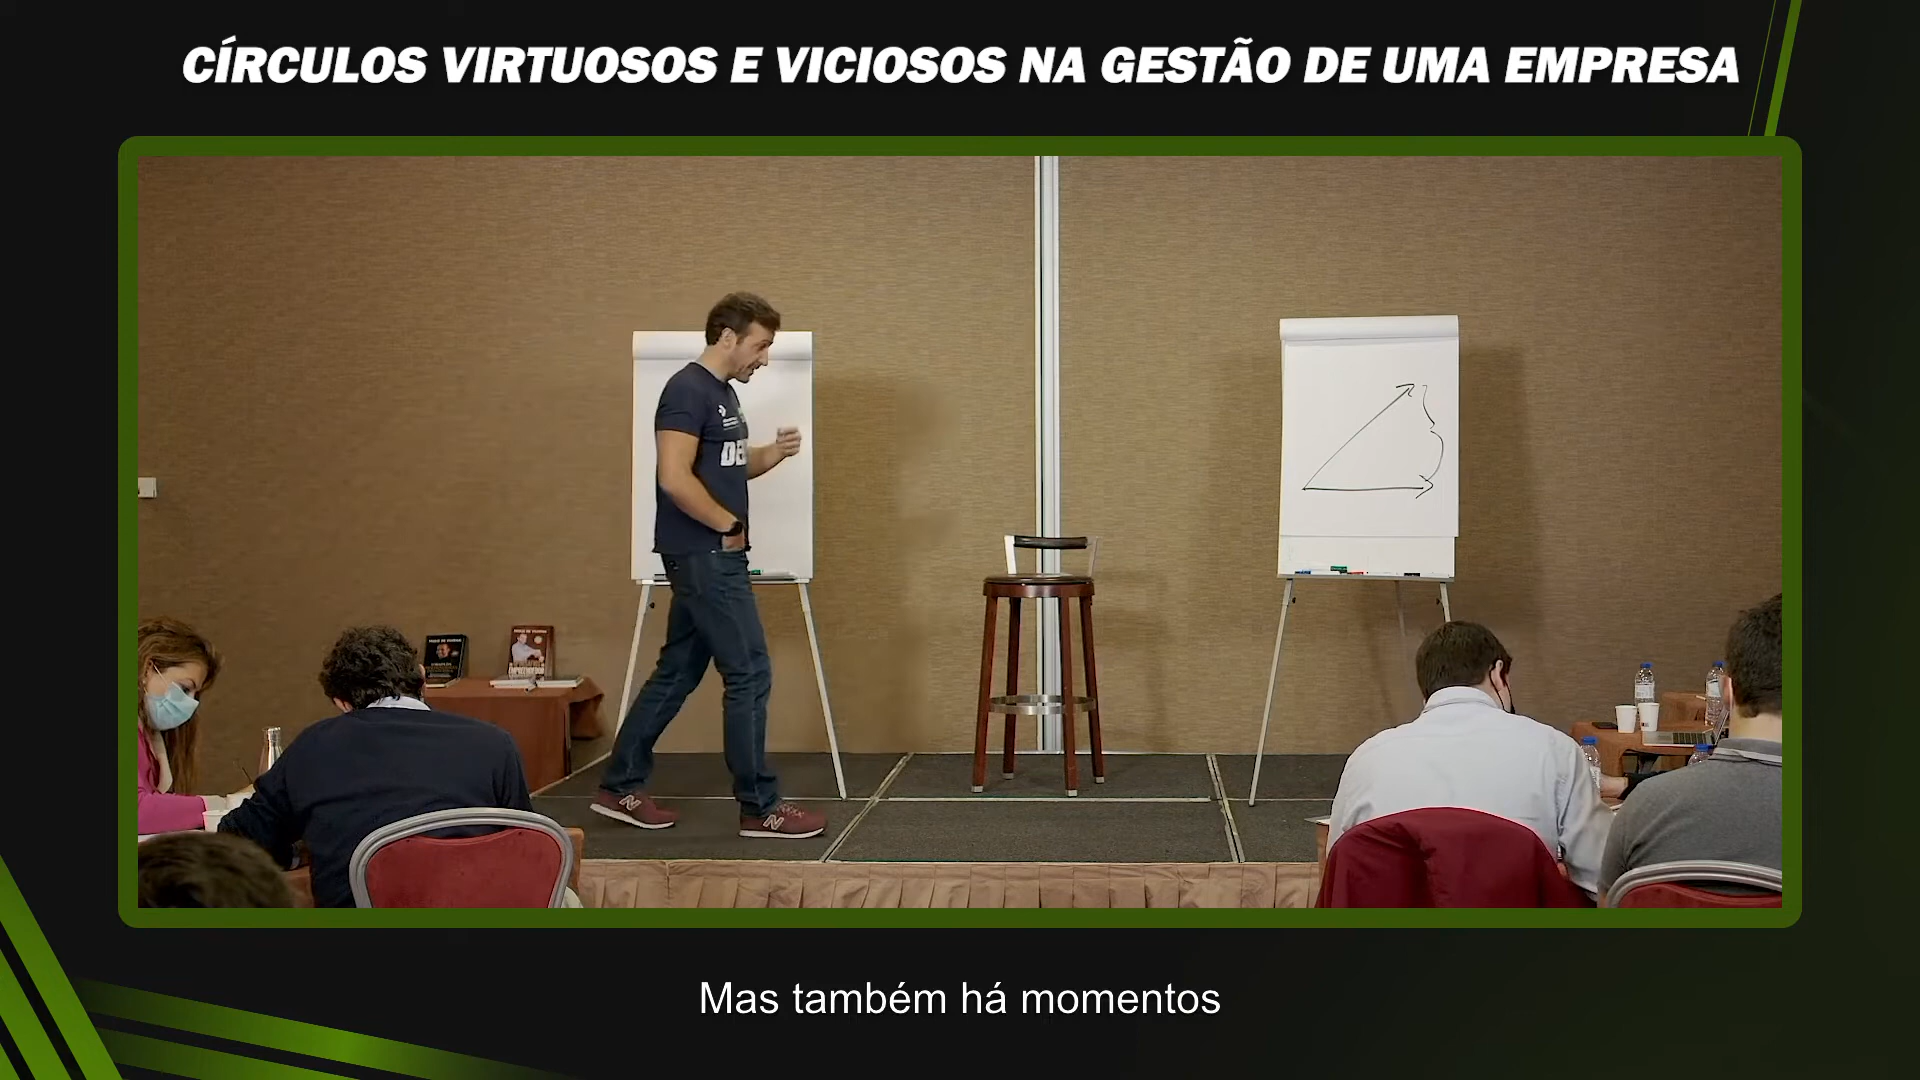 CÍRCULOS VIRTUOSOS E VICIOSOS NA GESTÃO DE UMA EMPRESA
N
N
Mas também há momentos